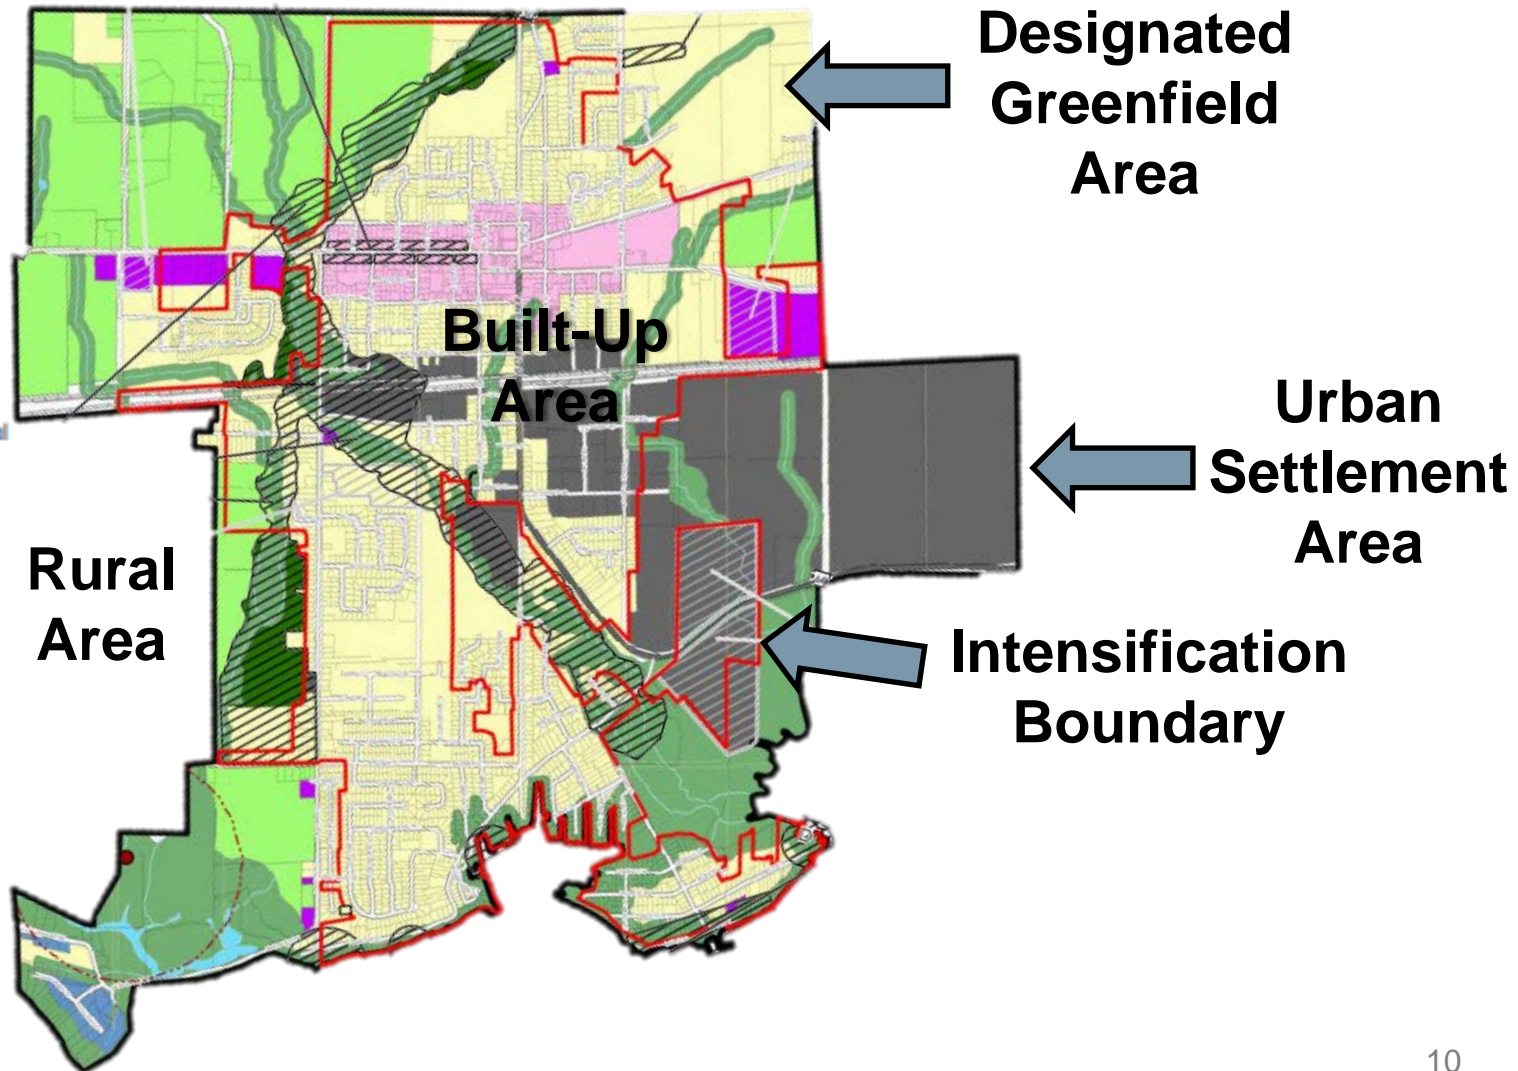 Designated
Greenfield
Area
Built-Up
Area
Urban
Settlement
Area
Rural
Area
Intensification
Boundary
10